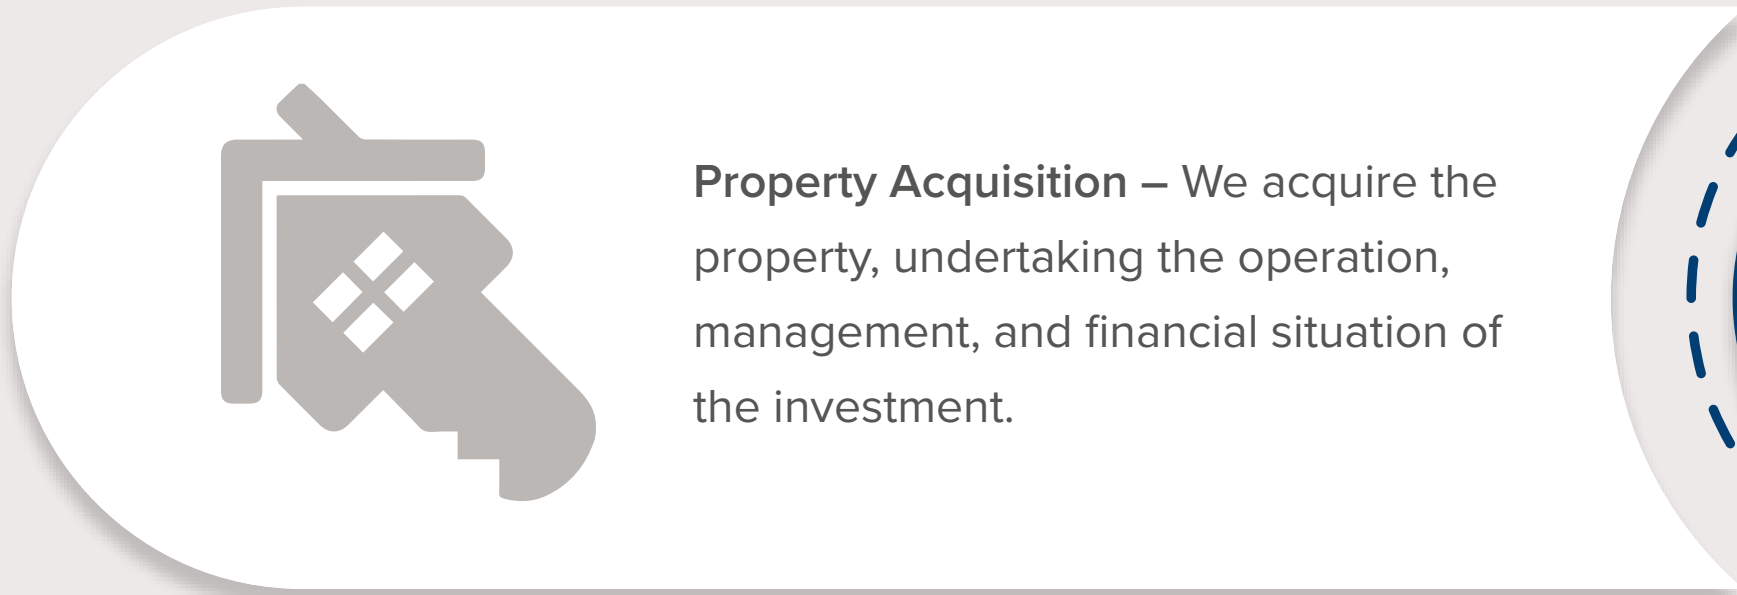 Property Acquisition – We acquire the
property, undertaking the operation,
management, and financial situation of
the investment.